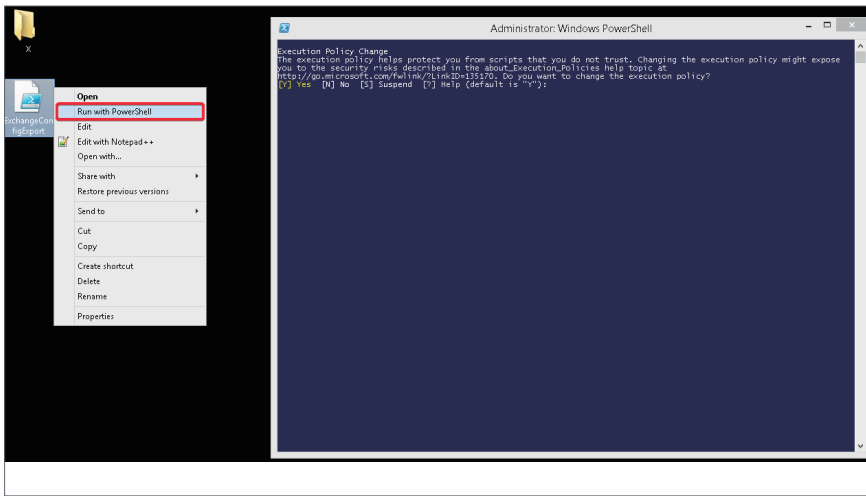 X
ExchangeCon
figExport
Open
Run with PowerShell
Edit
Edit with Notepad++
Open with...
Share with
Restore previous versions
Send to
Cut
Copy
Create shortcut
Delete
Rename
Properties
Administrator: Windows PowerShell
Execution Policy Change
The execution policy helps protect you from scripts that you do not trust. Changing the execution policy might expose
you to the security risks described in the about_Execution_Policies help topic at
http://go.microsoft.com/fwlink/?LinkID=135170. Do you want to change the execution policy?
[Y] Yes  [N] No  [S] Suspend  [?] Help (default is "Y"):